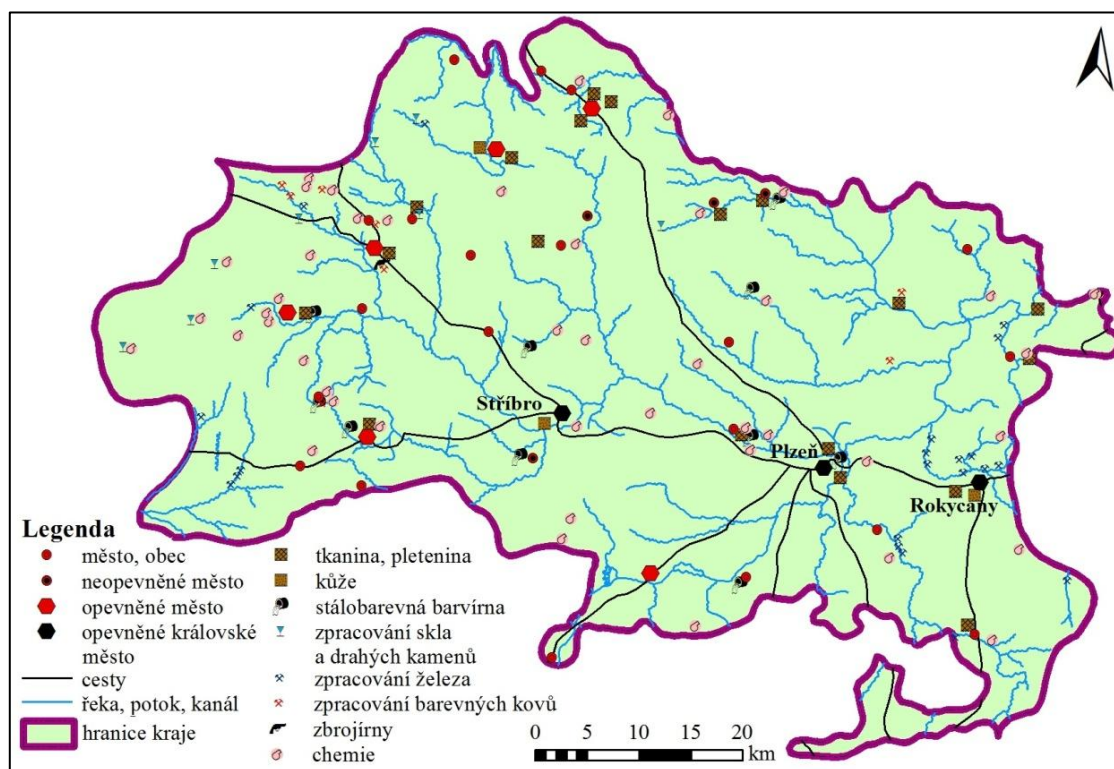 Stříbro
Plzeň
Rokycany
Legenda
město, obec
neopevněné město
opevněné město
opevněné královské
město
cesty
řeka, potok, kanál
hranice kraje
tkanina, pletenina
kůže
stálobarevná barvírna
zpracování skla
a drahých kamenů
zpracování železa
zpracování barevných kovů
zbrojírny
chemie
0 5 10 20
km